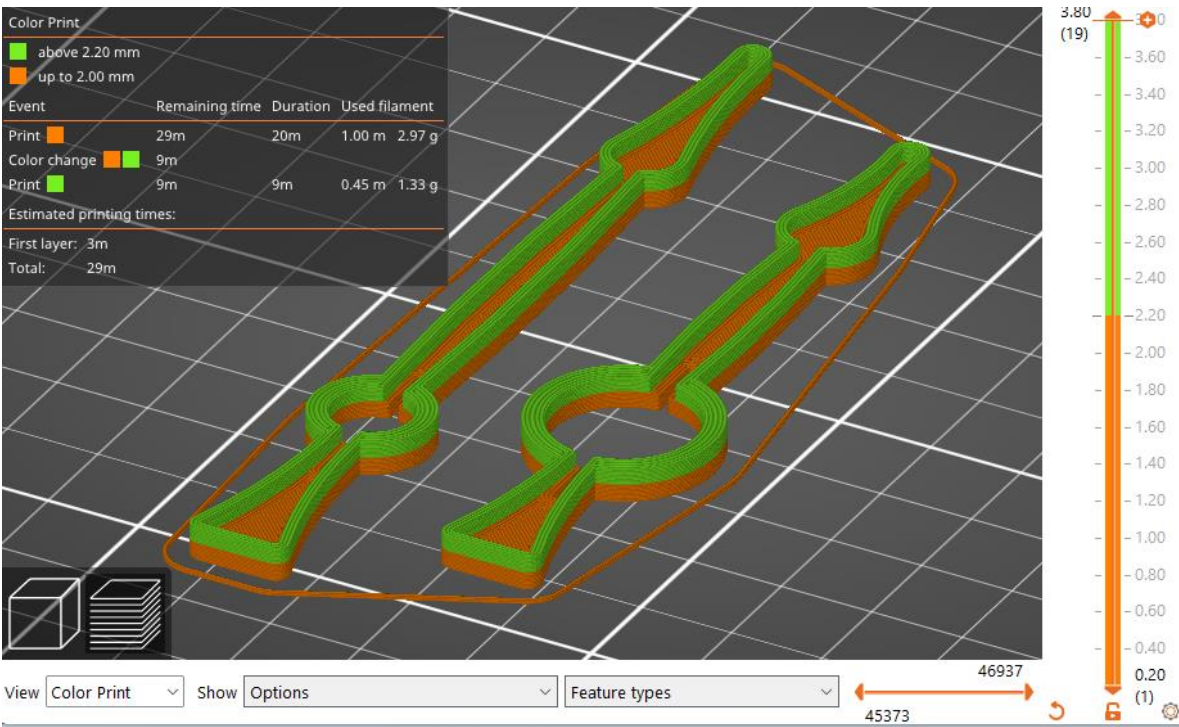 Color Print
above 2.20 mm
up to 2.00 mm
Event Remaining time Duration Used filament
Print 29m 20m 1.00 m 2.97 g
Color change 9m
Print 9m 9m 0.45 m 1.33 g
Estimated printing times:
First layer: 3m
Total: 29m
3.80
(19)
3.60
3.40
3.20
3.00
2.80
2.60
2.40
2.20
2.00
1.80
1.60
1.40
1.20
1.00
0.80
0.60
0.40
0.20
(1)
View Color Print Show Options Feature types
46937
45373